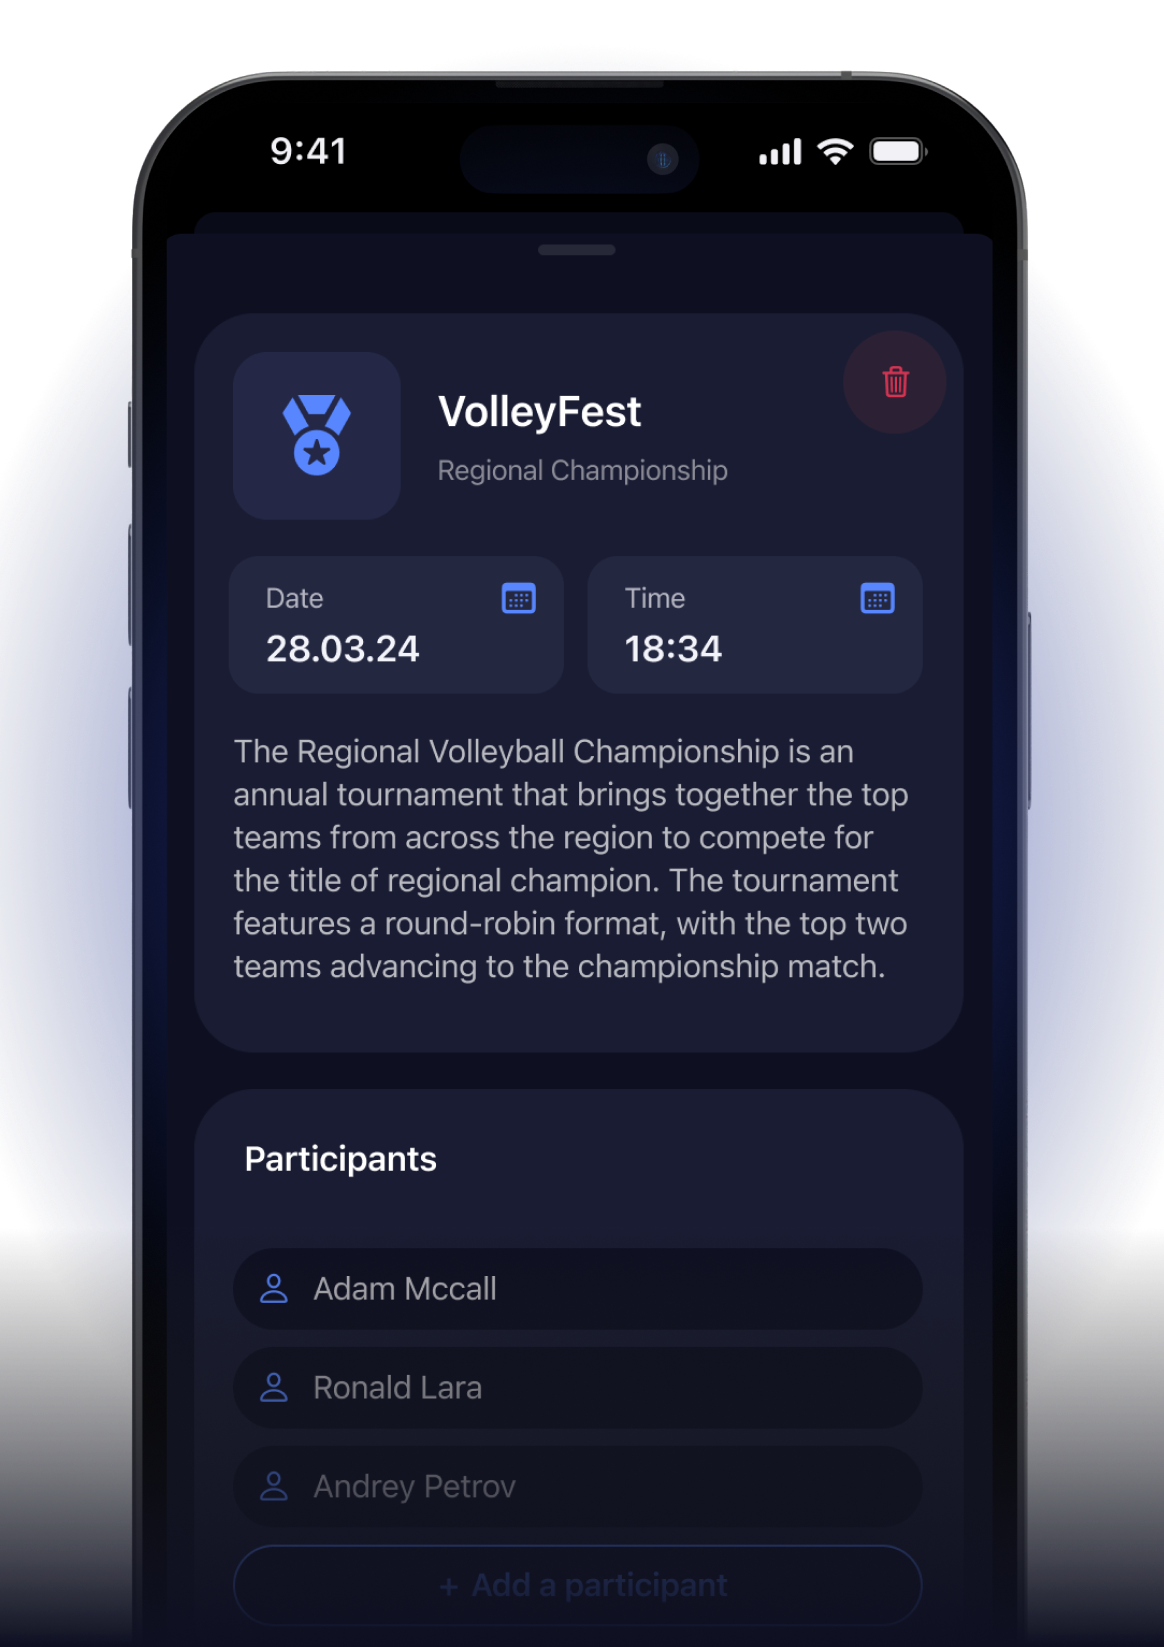 9:41
VolleyFest
Regional Championship
Date
28.03.24
Time
18:34
The Regional Volleyball Championship is an
annual tournament that brings together the top
teams from across the region to compete for
the title of regional champion. The tournament
features a round-robin format, with the top two
teams advancing to the championship match.
Participants
Adam Mccall
Ronald Lara
Andrey Petrov
+ Add a participant